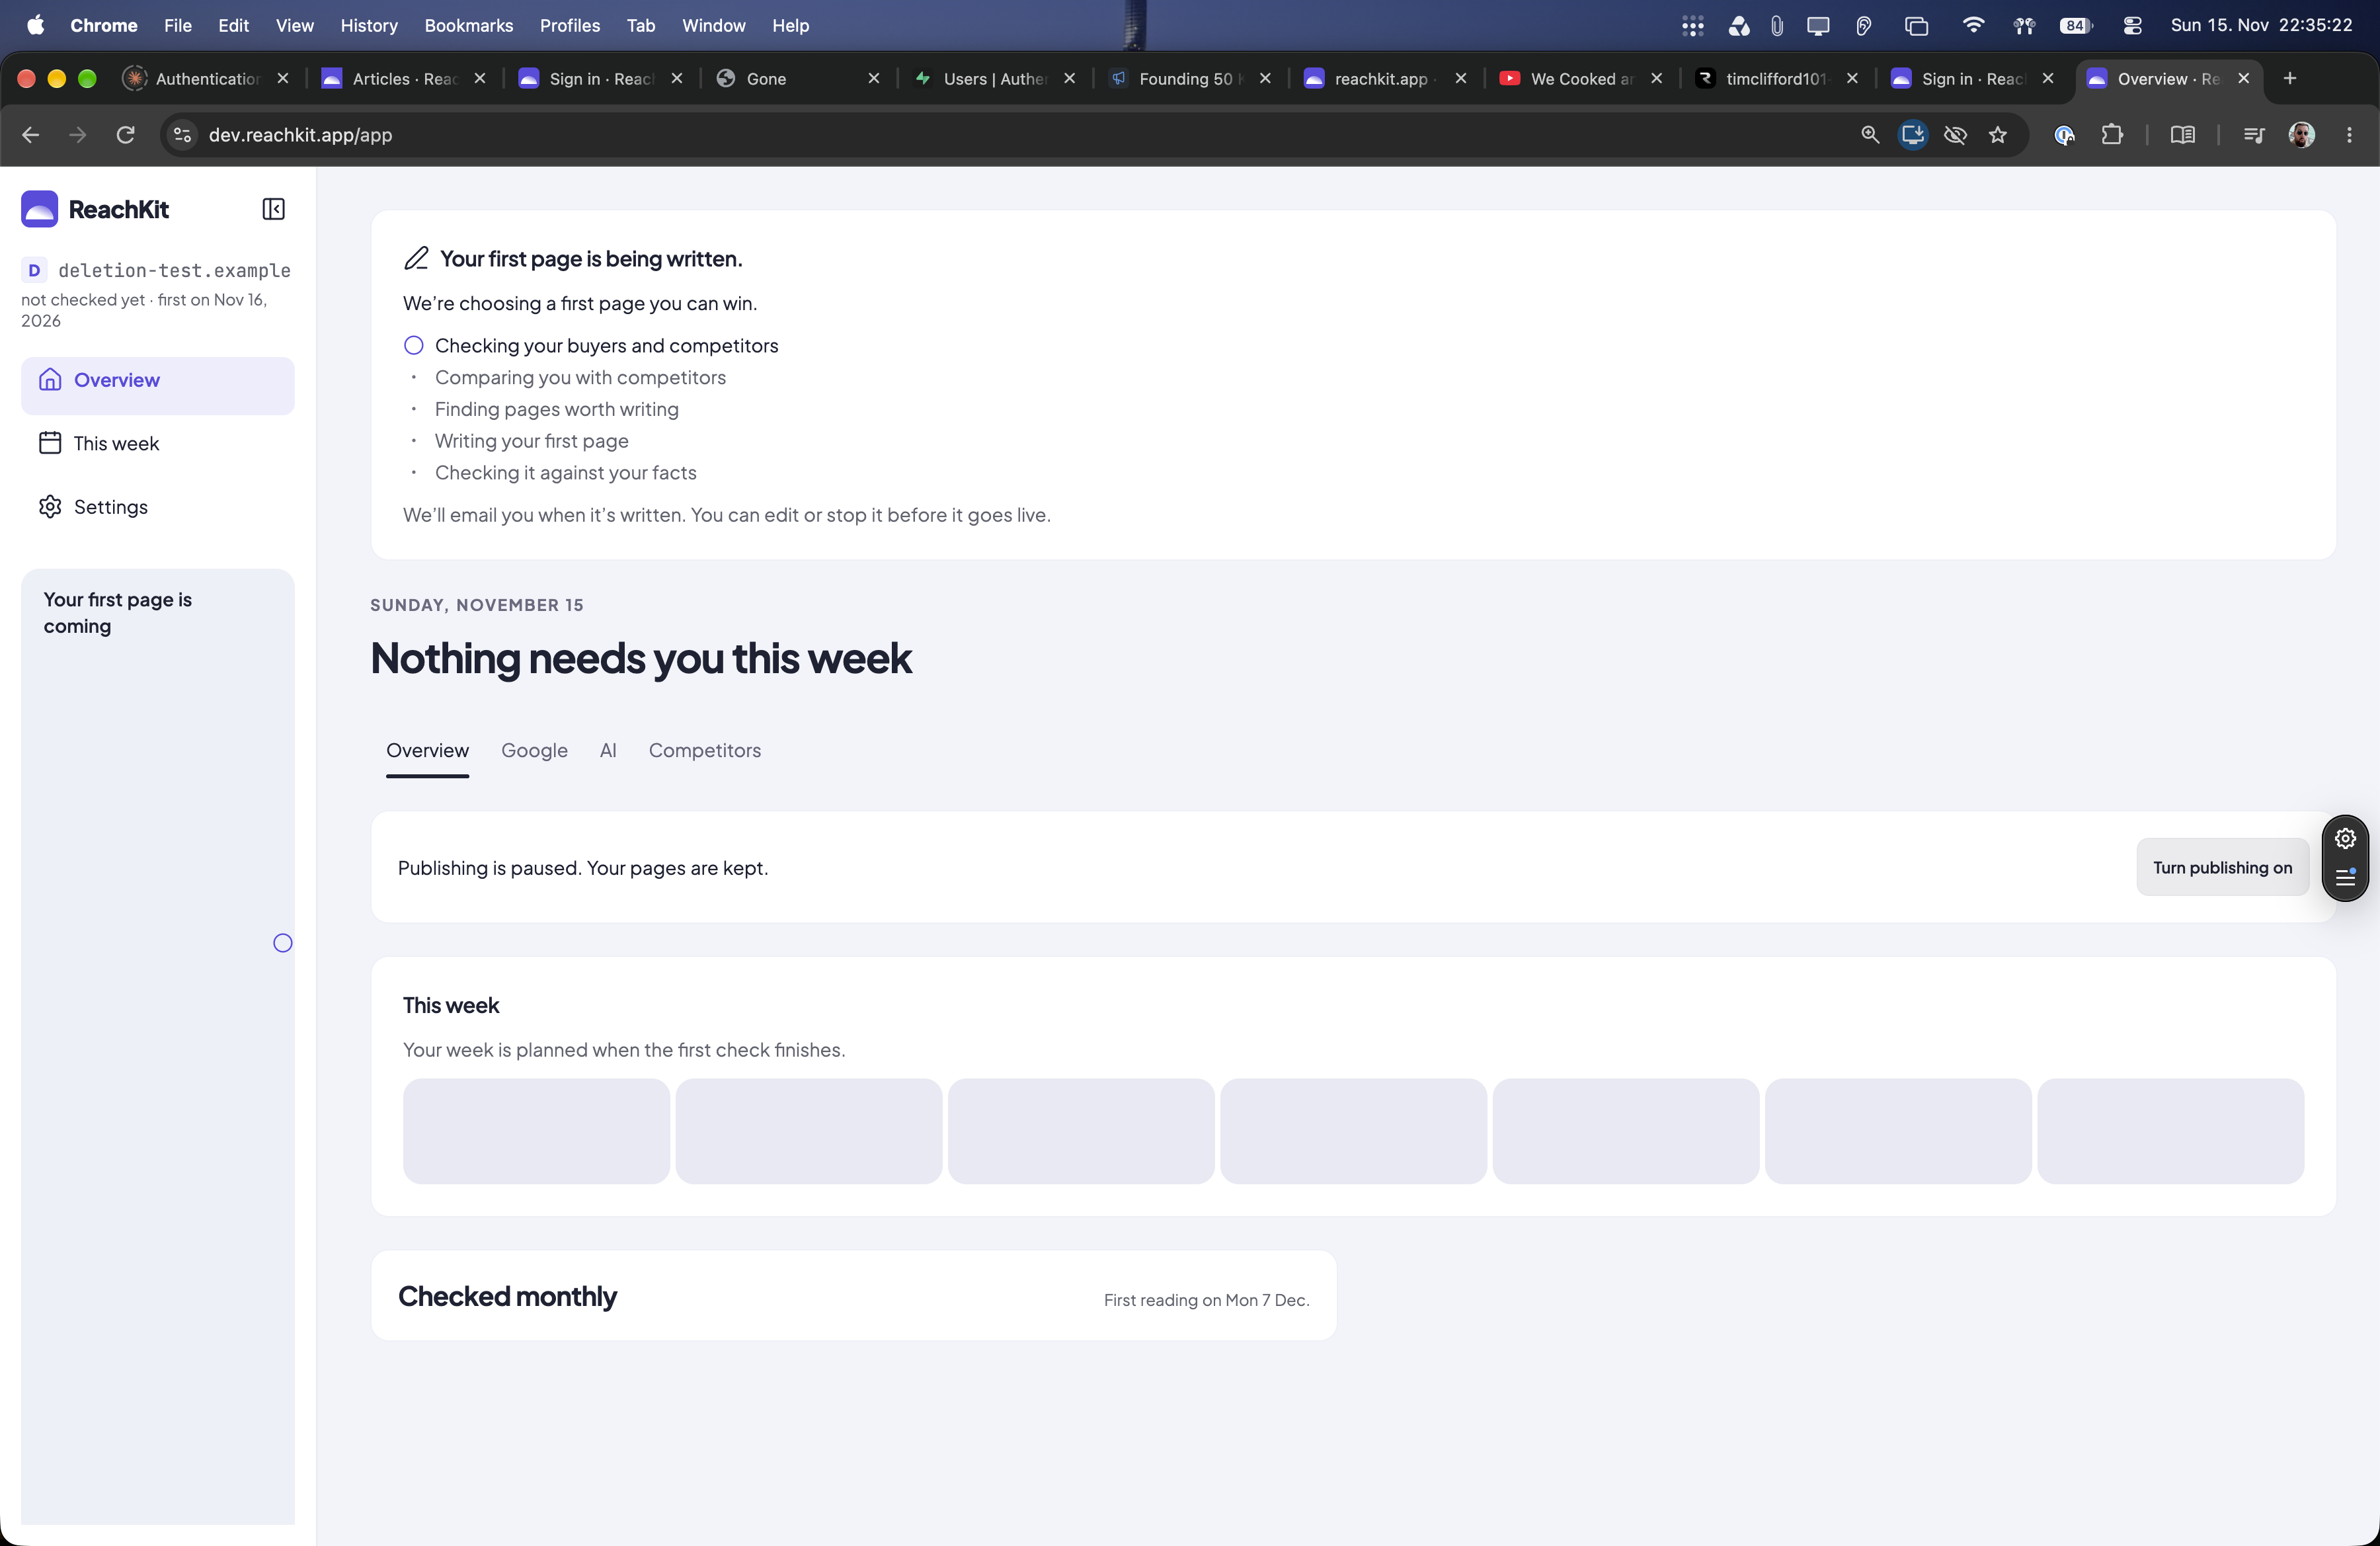 Chrome File Edit View History Bookmarks Profiles Tab Window Help 84 Sun 15. Nov 22:35:22
Authentication Articles · Reac Sign in · Reac Gone Users | Authe Founding 50 reachkit.app · We Cooked ar timclifford101- Sign in · Reac Overview · Re
dev.reachkit.app/app
ReachKit
D deletion-test.example
not checked yet · first on Nov 16,
2026
Overview
This week
Settings
Your first page is
coming
Your first page is being written.
We’re choosing a first page you can win.
Checking your buyers and competitors
· Comparing you with competitors
· Finding pages worth writing
· Writing your first page
· Checking it against your facts
We’ll email you when it’s written. You can edit or stop it before it goes live.
SUNDAY, NOVEMBER 15
Nothing needs you this week
Overview Google AI Competitors
Publishing is paused. Your pages are kept.
Turn publishing on
This week
Your week is planned when the first check finishes.
Checked monthly
First reading on Mon 7 Dec.